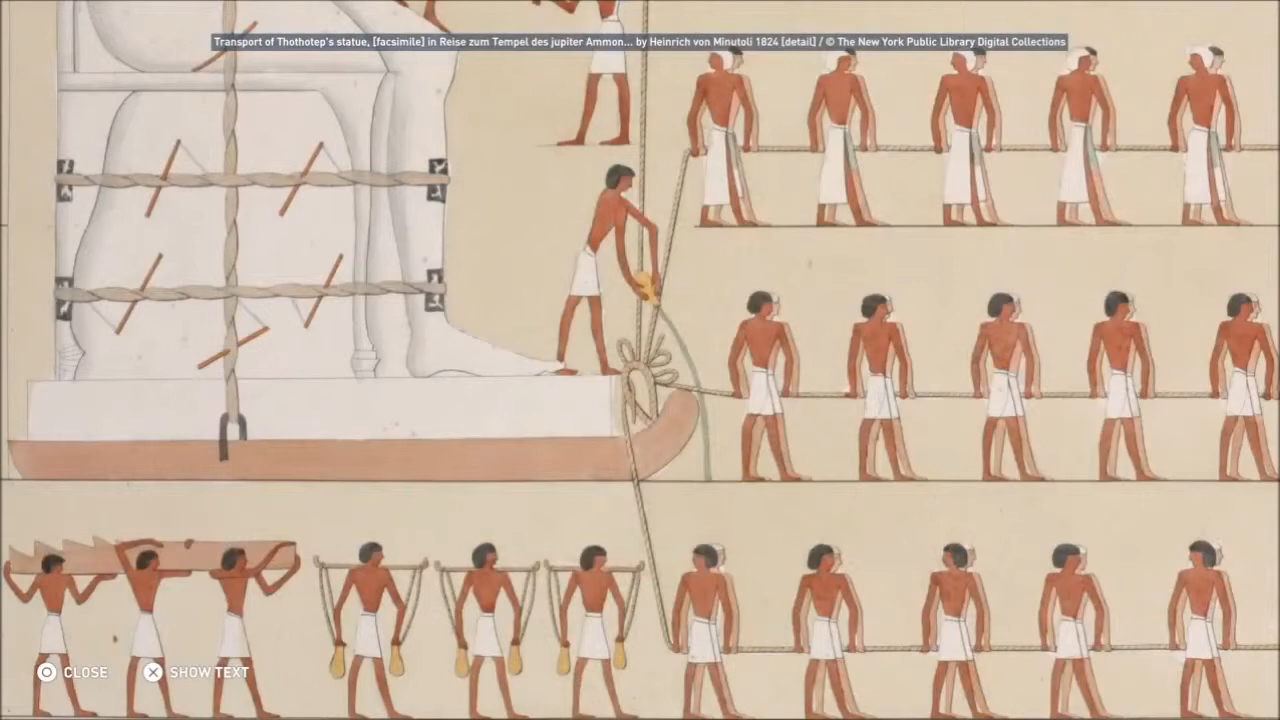 Transport of Thothotep's statue, [facsimile] in Reise zum Tempel des jupiter Ammon... by Heinrich von Minutoli 1824 [detail] / © The New York Public Library Digital Collections
CLOSE
SHOW TEXT